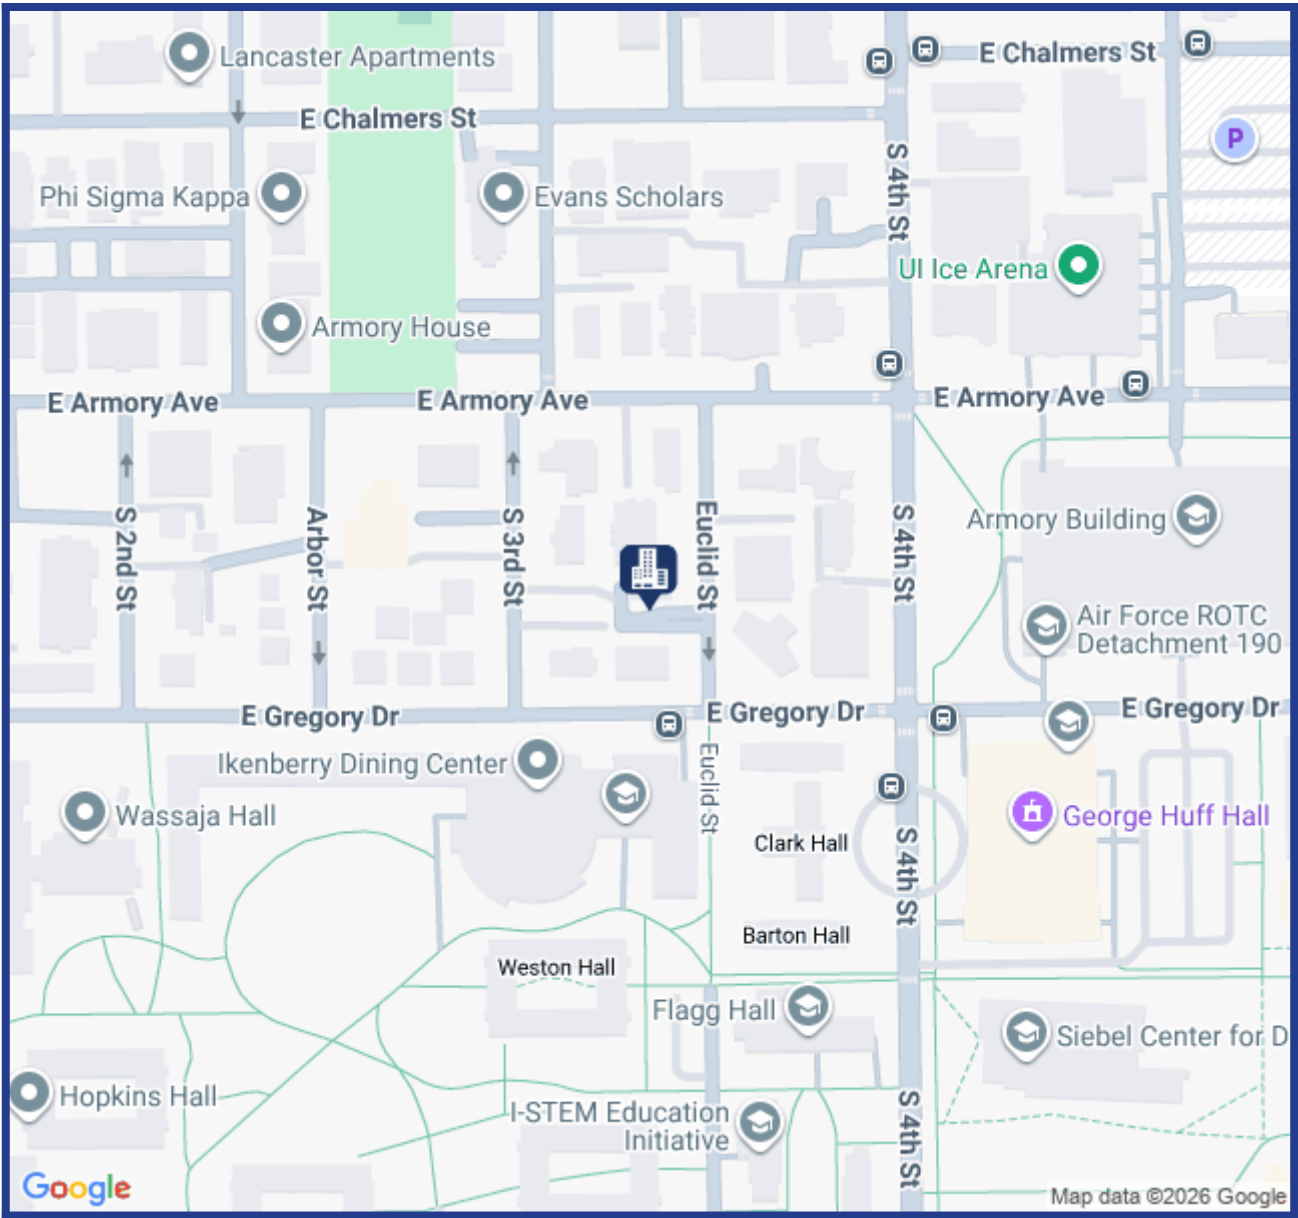 Lancaster Apartments
E Chalmers St
E Chalmers St
P
S 4th St
Phi Sigma Kappa
Evans Scholars
UI Ice Arena
Armory House
E Armory Ave
E Armory Ave
E Armory Ave
S 2nd St
Arbor St
S 3rd St
Euclid St
S 4th St
Armory Building
Air Force ROTC
Detachment 190
E Gregory Dr
E Gregory Dr
E Gregory Dr
Ikenberry Dining Center
Euclid St
Wassaja Hall
George Huff Hall
Clark Hall
S 4th St
Barton Hall
Weston Hall
Flagg Hall
Siebel Center for D
Hopkins Hall
I-STEM Education
Initiative
S 4th St
Google
Map data ©2026 Google